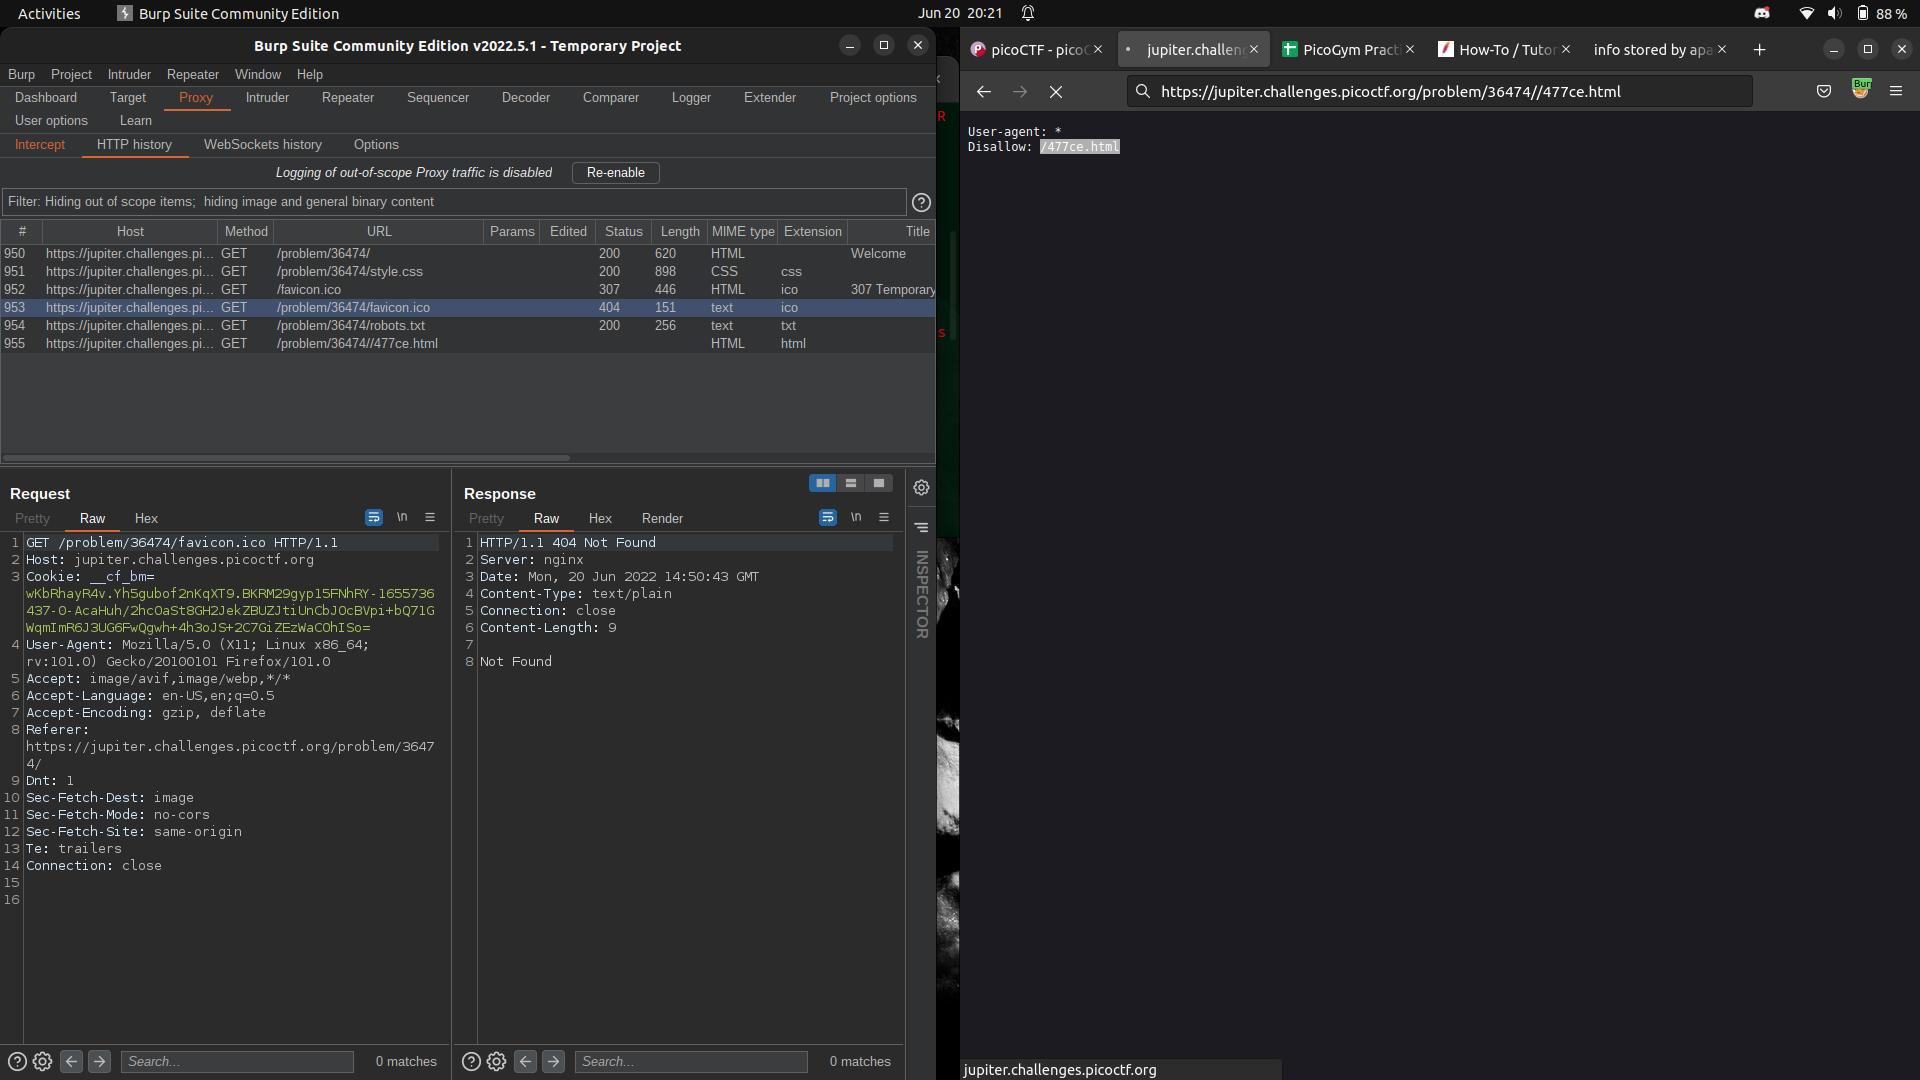 Activities Burp Suite Community Edition Jun 20 20:21 88 %
Burp Suite Community Edition v2022.5.1 - Temporary Project
Burp Project Intruder Repeater Window Help
Dashboard Target Proxy Intruder Repeater Sequencer Decoder Comparer Logger Extender Project options
User options Learn
Intercept HTTP history WebSockets history Options
Logging of out-of-scope Proxy traffic is disabled Re-enable
Filter: Hiding out of scope items; hiding image and general binary content
# Host Method URL Params Edited Status Length MIME type Extension Title
950 https://jupiter.challenges.pi... GET /problem/36474/ 200 620 HTML Welcome
951 https://jupiter.challenges.pi... GET /problem/36474/style.css 200 898 CSS css
952 https://jupiter.challenges.pi... GET /favicon.ico 307 446 HTML ico 307 Temporary
953 https://jupiter.challenges.pi... GET /problem/36474/favicon.ico 404 151 text ico
954 https://jupiter.challenges.pi... GET /problem/36474/robots.txt 200 256 text txt
955 https://jupiter.challenges.pi... GET /problem/36474//477ce.html HTML html
Request
Pretty Raw Hex \n
1 GET /problem/36474/favicon.ico HTTP/1.1
2 Host: jupiter.challenges.picoctf.org
3 Cookie: __cf_bm=
wKbRhayR4v.Yh5gubof2nKqXT9.BKRM29gyp15FNhRY-1655736
437-0-AcaHuh/2hcOaSt8GH2JekZBUZJtiUnCbJOcBVpi+bQ71G
WqmImR6J3UG6FwQgwh+4h3oJS+2C7GiZEzWaCOhISo=
4 User-Agent: Mozilla/5.0 (X11; Linux x86_64;
rv:101.0) Gecko/20100101 Firefox/101.0
5 Accept: image/avif,image/webp,*/*
6 Accept-Language: en-US,en;q=0.5
7 Accept-Encoding: gzip, deflate
8 Referer:
https://jupiter.challenges.picoctf.org/problem/3647
4/
9 Dnt: 1
10 Sec-Fetch-Dest: image
11 Sec-Fetch-Mode: no-cors
12 Sec-Fetch-Site: same-origin
13 Te: trailers
14 Connection: close
15
16
Search... 0 matches
Response
Pretty Raw Hex Render \n
1 HTTP/1.1 404 Not Found
2 Server: nginx
3 Date: Mon, 20 Jun 2022 14:50:43 GMT
4 Content-Type: text/plain
5 Connection: close
6 Content-Length: 9
7
8 Not Found
Search... 0 matches
INSPECTOR
R
s
picoCTF - picoC jupiter.challeng PicoGym Practi How-To / Tutor info stored by apa
https://jupiter.challenges.picoctf.org/problem/36474//477ce.html
Bur
User-agent: *
Disallow: /477ce.html
jupiter.challenges.picoctf.org